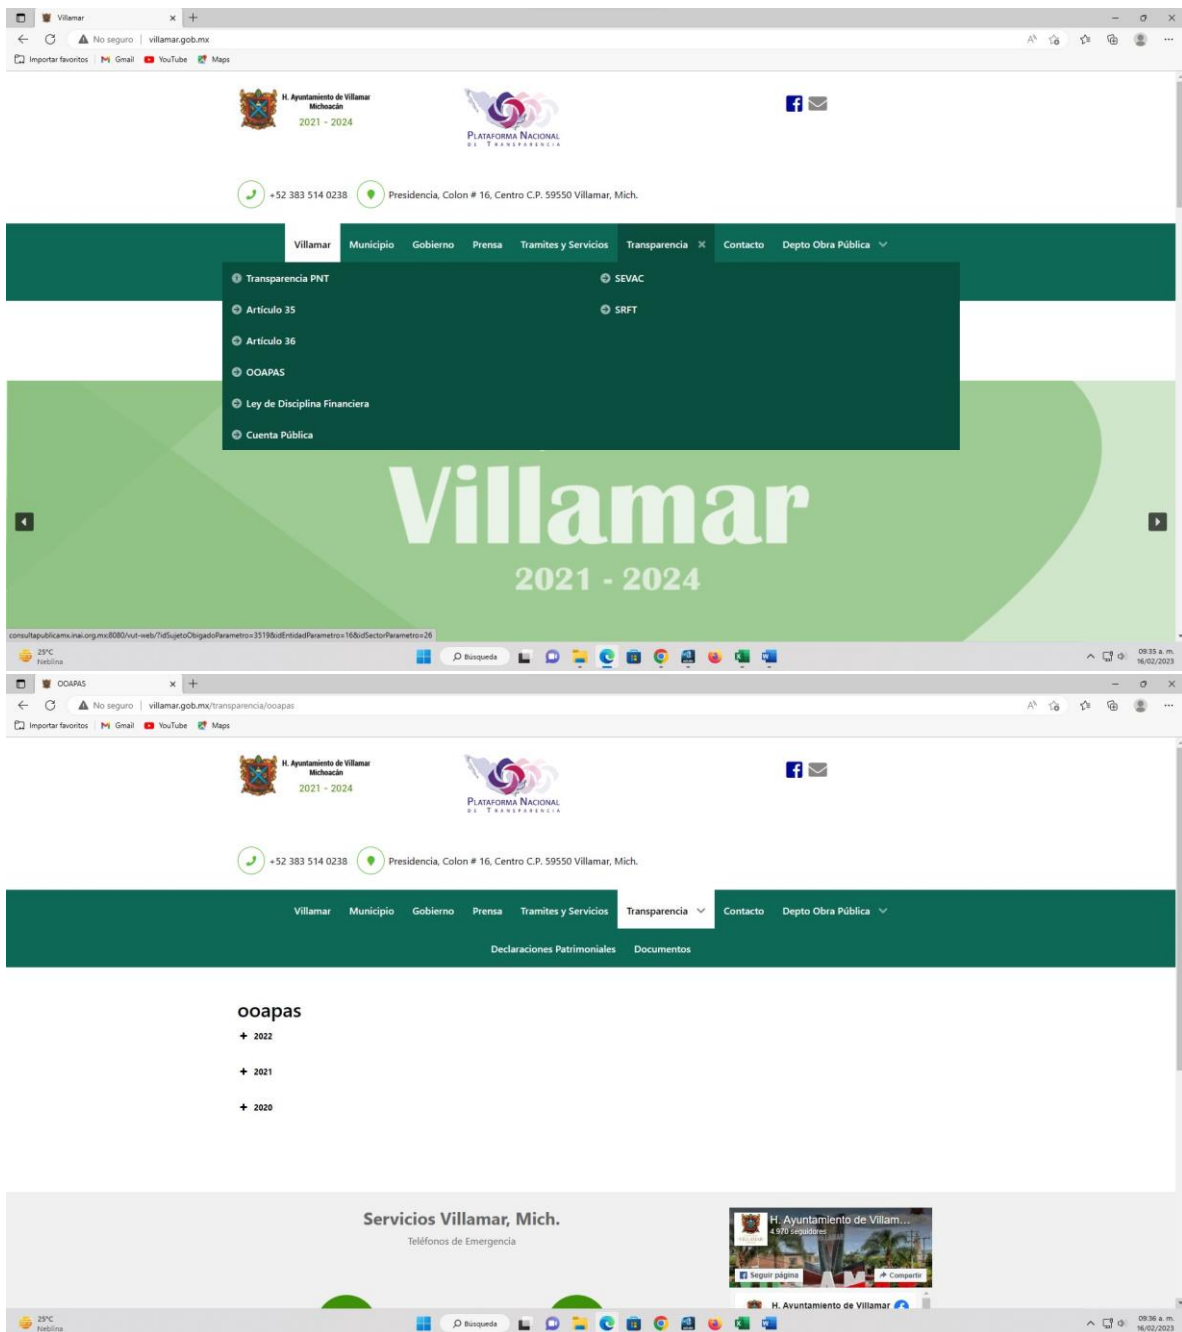 Villamar
No seguro | villamar.gob.mx
Importar favoritos Gmail YouTube Maps
H. Ayuntamiento de Villamar
Michoacán
2021 - 2024
PLATAFORMA NACIONAL
DE TRANSPARENCIA
+52 383 514 0238 Presidencia, Colon # 16, Centro C.P. 59550 Villamar, Mich.
Villamar Municipio Gobierno Prensa Tramites y Servicios Transparencia Contacto Depto Obra Pública
Transparencia PNT SEVAC
Artículo 35 SRFT
Artículo 36
OOAPAS
Ley de Disciplina Financiera
Cuenta Pública
Villamar
2021 - 2024
consultapublicamx.inai.org.mx:8080/vut-web/?idSujetoObigadoParametro=3519&idEntidadParametro=16&idSectorParametro=26
25°C
Neblina
Búsqueda
09:35 a. m.
16/02/2023
OOAPAS
No seguro | villamar.gob.mx/transparencia/ooapas
Importar favoritos Gmail YouTube Maps
H. Ayuntamiento de Villamar
Michoacán
2021 - 2024
PLATAFORMA NACIONAL
DE TRANSPARENCIA
+52 383 514 0238 Presidencia, Colon # 16, Centro C.P. 59550 Villamar, Mich.
Villamar Municipio Gobierno Prensa Tramites y Servicios Transparencia Contacto Depto Obra Pública
Declaraciones Patrimoniales Documentos
ooapas
+ 2022
+ 2021
+ 2020
Servicios Villamar, Mich.
Teléfonos de Emergencia
H. Ayuntamiento de Villam...
4.970 seguidores
Seguir página Compartir
H. Ayuntamiento de Villamar
25°C
Neblina
Búsqueda
09:36 a. m.
16/02/2023